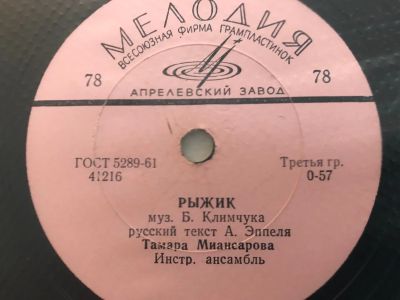 МЕЛОДИЯ
ВСЕСОЮЗНАЯ ФИРМА ГРАМПЛАСТИНОК
78 78
АПРЕЛЕВСКИЙ ЗАВОД
ГОСТ 5289-61 Третья гр.
41216 0-57
РЫЖИК
муз. Б. Климчука
русский текст А. Эппеля
Тамара Миансарова
Инстр. ансамбль